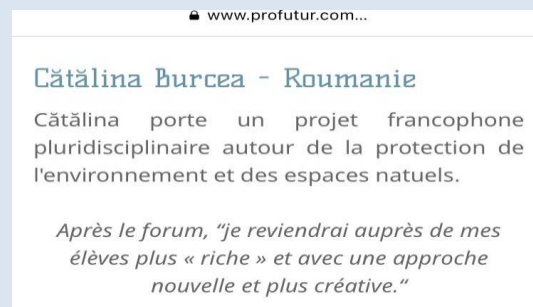 www.profutur.com...
Cătălina Burcea - Roumanie
Cătălina porte un projet francophone
pluridisciplinaire autour de la protection de
l'environnement et des espaces natuels.
Après le forum, “je reviendrai auprès de mes
élèves plus « riche » et avec une approche
nouvelle et plus créative.“